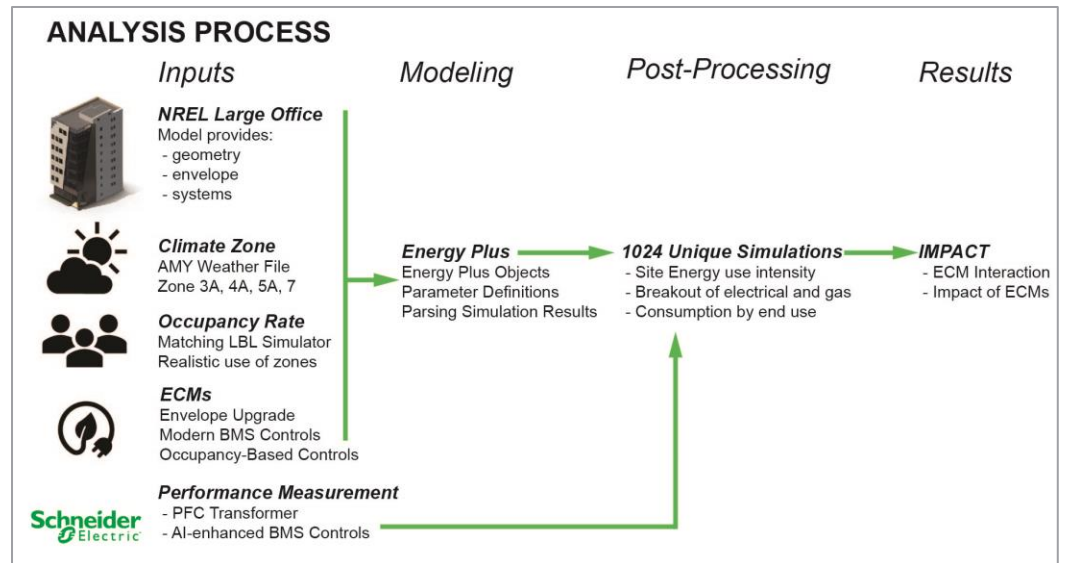 ANALYSIS PROCESS
Inputs
Modeling
Post-Processing
Results
NREL Large Office
Model provides:
- geometry
- envelope
- systems
Climate Zone
AMY Weather File
Zone 3A, 4A, 5A, 7
Occupancy Rate
Matching LBL Simulator
Realistic use of zones
ECMs
Envelope Upgrade
Modern BMS Controls
Occupancy-Based Controls
Performance Measurement
- PFC Transformer
- AI-enhanced BMS Controls
Schneider
Electric
Energy Plus
Energy Plus Objects
Parameter Definitions
Parsing Simulation Results
1024 Unique Simulations
- Site Energy use intensity
- Breakout of electrical and gas
- Consumption by end use
IMPACT
- ECM Interaction
- Impact of ECMs